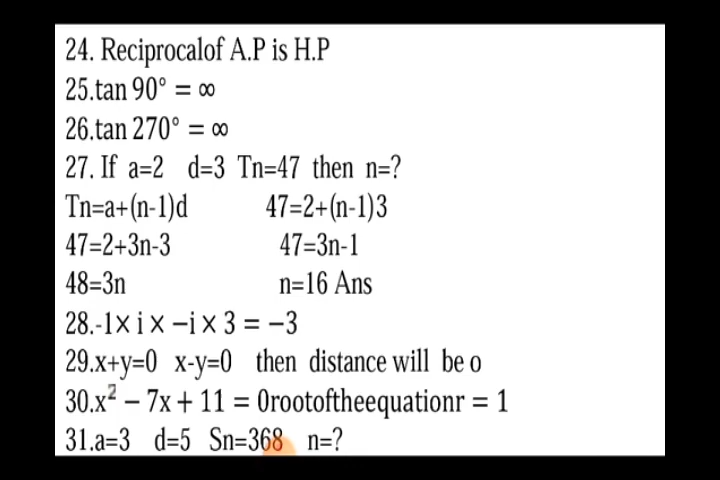 24. Reciprocalof A.P is H.P
25.tan 90° = ∞
26.tan 270° = ∞
27. If a=2 d=3 Tn=47 then n=?
Tn=a+(n-1)d 47=2+(n-1)3
47=2+3n-3 47=3n-1
48=3n n=16 Ans
28.-1× i × −i × 3 = −3
29.x+y=0 x-y=0 then distance will be o
30.x² − 7x + 11 = 0rootoftheequationr = 1
31.a=3 d=5 Sn=368 n=?